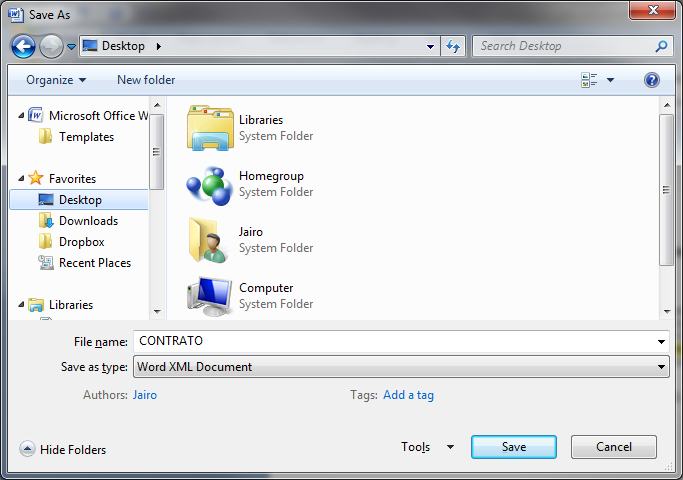 Save As
Desktop
Search Desktop
Organize
New folder
Microsoft Office W
Templates
Favorites
Desktop
Downloads
Dropbox
Recent Places
Libraries
Libraries
System Folder
Homegroup
System Folder
Jairo
System Folder
Computer
System Folder
File name: CONTRATO
Save as type: Word XML Document
Authors: Jairo Tags: Add a tag
Hide Folders
Tools
Save
Cancel